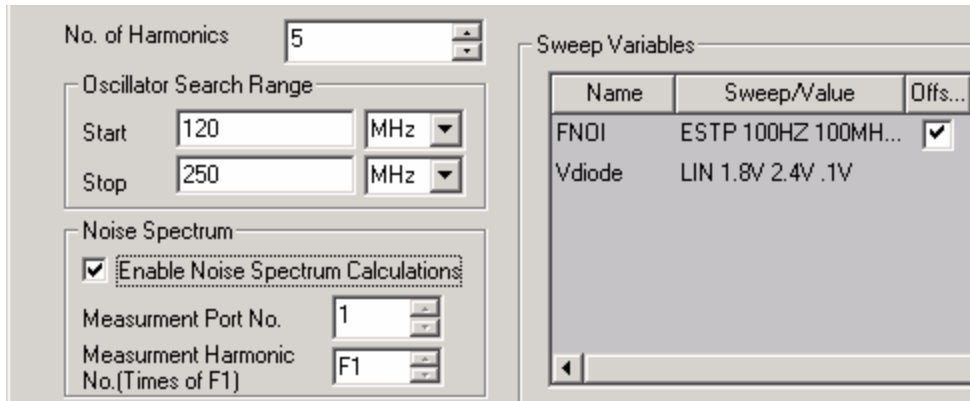 No. of Harmonics 5
Oscillator Search Range
Start 120 MHz
Stop 250 MHz
Noise Spectrum
Enable Noise Spectrum Calculations
Measurment Port No. 1
Measurment Harmonic
No.(Times of F1) F1
Sweep Variables
Name Sweep/Value Offs...
FNOI ESTP 100HZ 100MH...
Vdiode LIN 1.8V 2.4V .1V